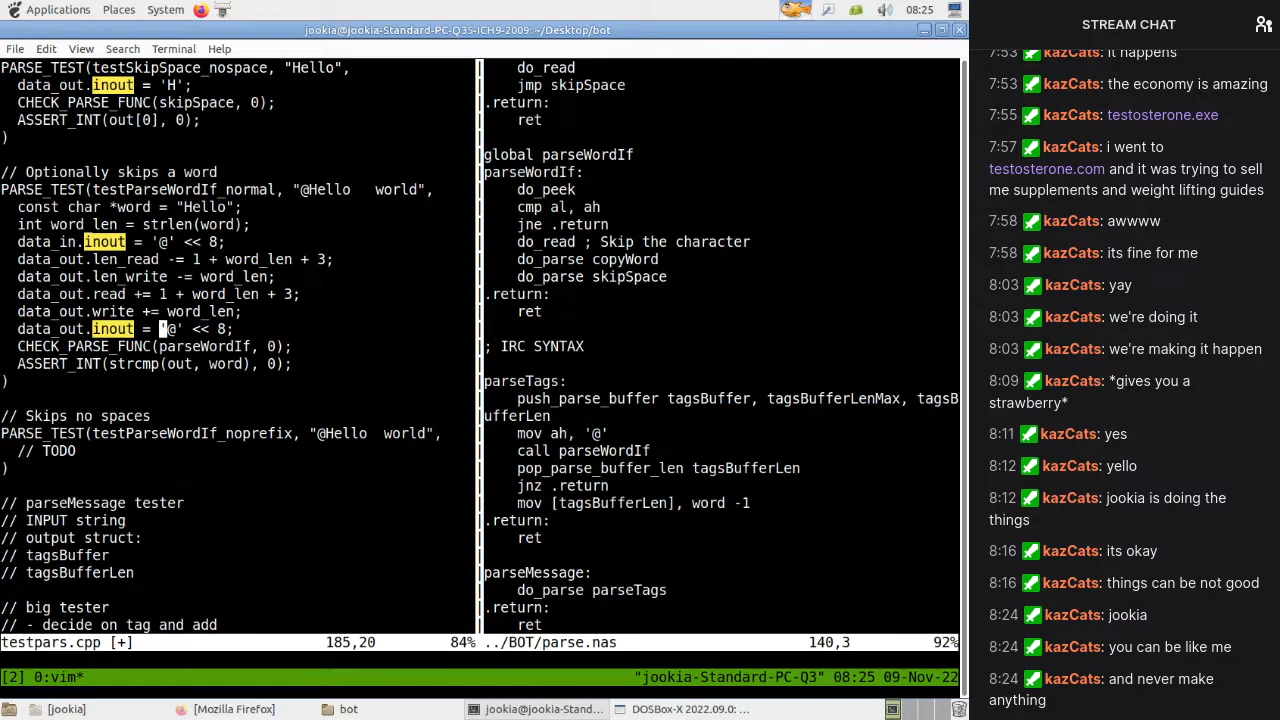 Applications Places System 08:25
jookia@jookia-Standard-PC-Q35-ICH9-2009: ~/Desktop/bot
File Edit View Search Terminal Help
PARSE_TEST(testSkipSpace_nospace, "Hello",
  data_out.inout = 'H';
  CHECK_PARSE_FUNC(skipSpace, 0);
  ASSERT_INT(out[0], 0);
)
// Optionally skips a word
PARSE_TEST(testParseWordIf_normal, "@Hello   world",
  const char *word = "Hello";
  int word_len = strlen(word);
  data_in.inout = '@' << 8;
  data_out.len_read -= 1 + word_len + 3;
  data_out.len_write -= word_len;
  data_out.read += 1 + word_len + 3;
  data_out.write += word_len;
  data_out.inout = '@' << 8;
  CHECK_PARSE_FUNC(parseWordIf, 0);
  ASSERT_INT(strcmp(out, word), 0);
)
// Skips no spaces
PARSE_TEST(testParseWordIf_noprefix, "@Hello  world",
  // TODO
)
// parseMessage tester
// INPUT string
// output struct:
// tagsBuffer
// tagsBufferLen
// big tester
// - decide on tag and add
testpars.cpp [+] 185,20 84%
    do_read
    jmp skipSpace
.return:
    ret
global parseWordIf
parseWordIf:
    do_peek
    cmp al, ah
    jne .return
    do_read ; Skip the character
    do_parse copyWord
    do_parse skipSpace
.return:
    ret
; IRC SYNTAX
parseTags:
    push_parse_buffer tagsBuffer, tagsBufferLenMax, tagsB
ufferLen
    mov ah, '@'
    call parseWordIf
    pop_parse_buffer_len tagsBufferLen
    jnz .return
    mov [tagsBufferLen], word -1
.return:
    ret
parseMessage:
    do_parse parseTags
.return:
    ret
../BOT/parse.nas 140,3 92%
[2] 0:vim* "jookia-Standard-PC-Q3" 08:25 09-Nov-22
[jookia] [Mozilla Firefox] bot jookia@jookia-Stand... DOSBox-X 2022.09.0: ...
STREAM CHAT
7:53 kazCats: it happens
7:53 kazCats: the economy is amazing
7:55 kazCats: testosterone.exe
7:57 kazCats: i went to
testosterone.com and it was trying to sell
me supplements and weight lifting guides
7:58 kazCats: awwww
7:58 kazCats: its fine for me
8:03 kazCats: yay
8:03 kazCats: we're doing it
8:03 kazCats: we're making it happen
8:09 kazCats: *gives you a
strawberry*
8:11 kazCats: yes
8:12 kazCats: yello
8:12 kazCats: jookia is doing the
things
8:16 kazCats: its okay
8:16 kazCats: things can be not good
8:24 kazCats: jookia
8:24 kazCats: you can be like me
8:24 kazCats: and never make
anything